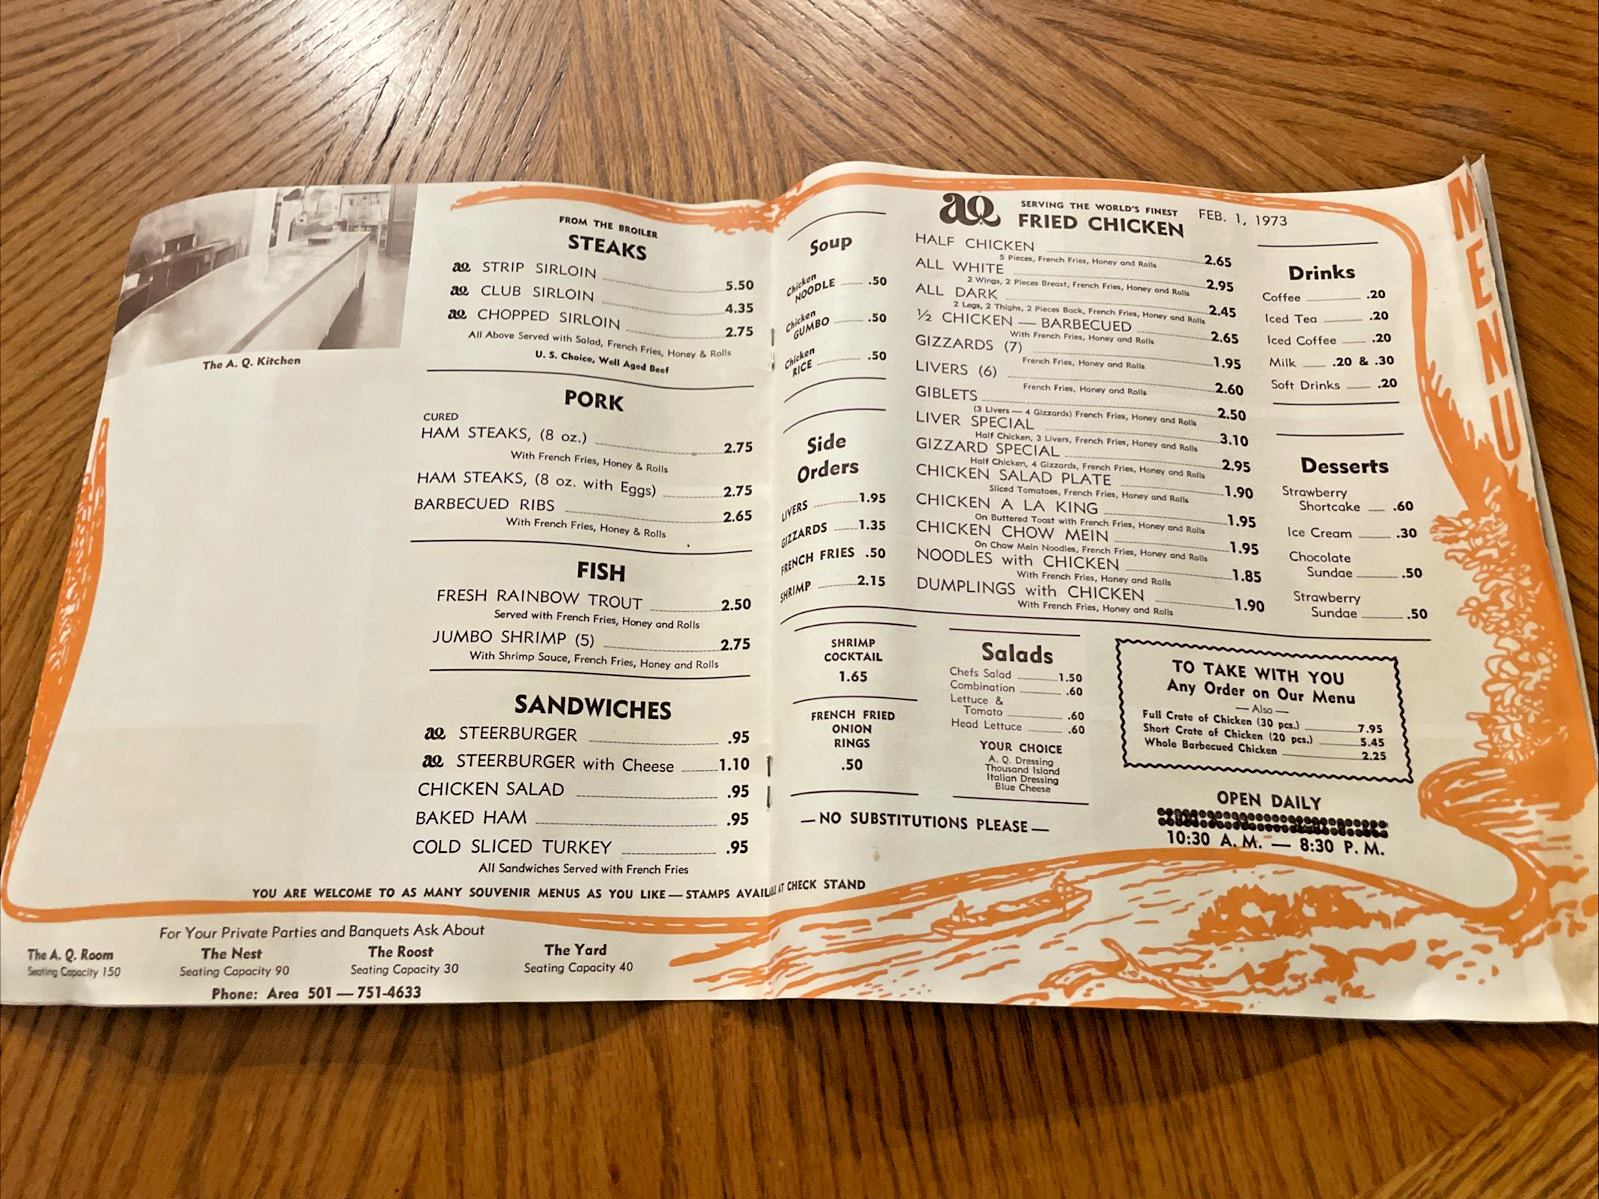 The A. Q. Kitchen
FROM THE BROILER
STEAKS
aQ STRIP SIRLOIN 5.50
aQ CLUB SIRLOIN 4.35
aQ CHOPPED SIRLOIN 2.75
All Above Served with Salad, French Fries, Honey & Rolls
U. S. Choice, Well Aged Beef
PORK
CURED
HAM STEAKS, (8 oz.) 2.75
With French Fries, Honey & Rolls
HAM STEAKS, (8 oz. with Eggs) 2.75
BARBECUED RIBS 2.65
With French Fries, Honey & Rolls
FISH
FRESH RAINBOW TROUT 2.50
Served with French Fries, Honey and Rolls
JUMBO SHRIMP (5) 2.75
With Shrimp Sauce, French Fries, Honey and Rolls
SANDWICHES
aQ STEERBURGER .95
aQ STEERBURGER with Cheese 1.10
CHICKEN SALAD .95
BAKED HAM .95
COLD SLICED TURKEY .95
All Sandwiches Served with French Fries
Soup
Chicken
NOODLE .50
Chicken
GUMBO .50
Chicken
RICE .50
Side
Orders
LIVERS 1.95
GIZZARDS 1.35
FRENCH FRIES .50
SHRIMP 2.15
aQ SERVING THE WORLD'S FINEST
FRIED CHICKEN
FEB. 1, 1973
HALF CHICKEN 2.65
5 Pieces, French Fries, Honey and Rolls
ALL WHITE 2.95
2 Wings, 2 Pieces Breast, French Fries, Honey and Rolls
ALL DARK 2.45
2 Legs, 2 Thighs, 2 Pieces Back, French Fries, Honey and Rolls
½ CHICKEN — BARBECUED 2.65
With French Fries, Honey and Rolls
GIZZARDS (7) 1.95
French Fries, Honey and Rolls
LIVERS (6) 2.60
French Fries, Honey and Rolls
GIBLETS 2.50
(3 Livers — 4 Gizzards) French Fries, Honey and Rolls
LIVER SPECIAL 3.10
Half Chicken, 3 Livers, French Fries, Honey and Rolls
GIZZARD SPECIAL 2.95
Half Chicken, 4 Gizzards, French Fries, Honey and Rolls
CHICKEN SALAD PLATE 1.90
Sliced Tomatoes, French Fries, Honey and Rolls
CHICKEN A LA KING 1.95
On Buttered Toast with French Fries, Honey and Rolls
CHICKEN CHOW MEIN 1.95
On Chow Mein Noodles, French Fries, Honey and Rolls
NOODLES with CHICKEN 1.85
With French Fries, Honey and Rolls
DUMPLINGS with CHICKEN 1.90
With French Fries, Honey and Rolls
MENU
Drinks
Coffee .20
Iced Tea .20
Iced Coffee .20
Milk .20 & .30
Soft Drinks .20
Desserts
Strawberry
Shortcake .60
Ice Cream .30
Chocolate
Sundae .50
Strawberry
Sundae .50
SHRIMP
COCKTAIL
1.65
FRENCH FRIED
ONION
RINGS
.50
Salads
Chefs Salad 1.50
Combination .60
Lettuce &
Tomato .60
Head Lettuce .60
YOUR CHOICE
A. Q. Dressing
Thousand Island
Italian Dressing
Blue Cheese
TO TAKE WITH YOU
Any Order on Our Menu
— Also —
Full Crate of Chicken (30 pcs.) 7.95
Short Crate of Chicken (20 pcs.) 5.45
Whole Barbecued Chicken 2.25
— NO SUBSTITUTIONS PLEASE —
OPEN DAILY
10:30 A. M. — 8:30 P. M.
YOU ARE WELCOME TO AS MANY SOUVENIR MENUS AS YOU LIKE — STAMPS AT CHECK STAND
For Your Private Parties and Banquets Ask About
The A. Q. Room
Seating Capacity 150
The Nest
Seating Capacity 90
The Roost
Seating Capacity 30
The Yard
Seating Capacity 40
Phone: Area 501 — 751-4633